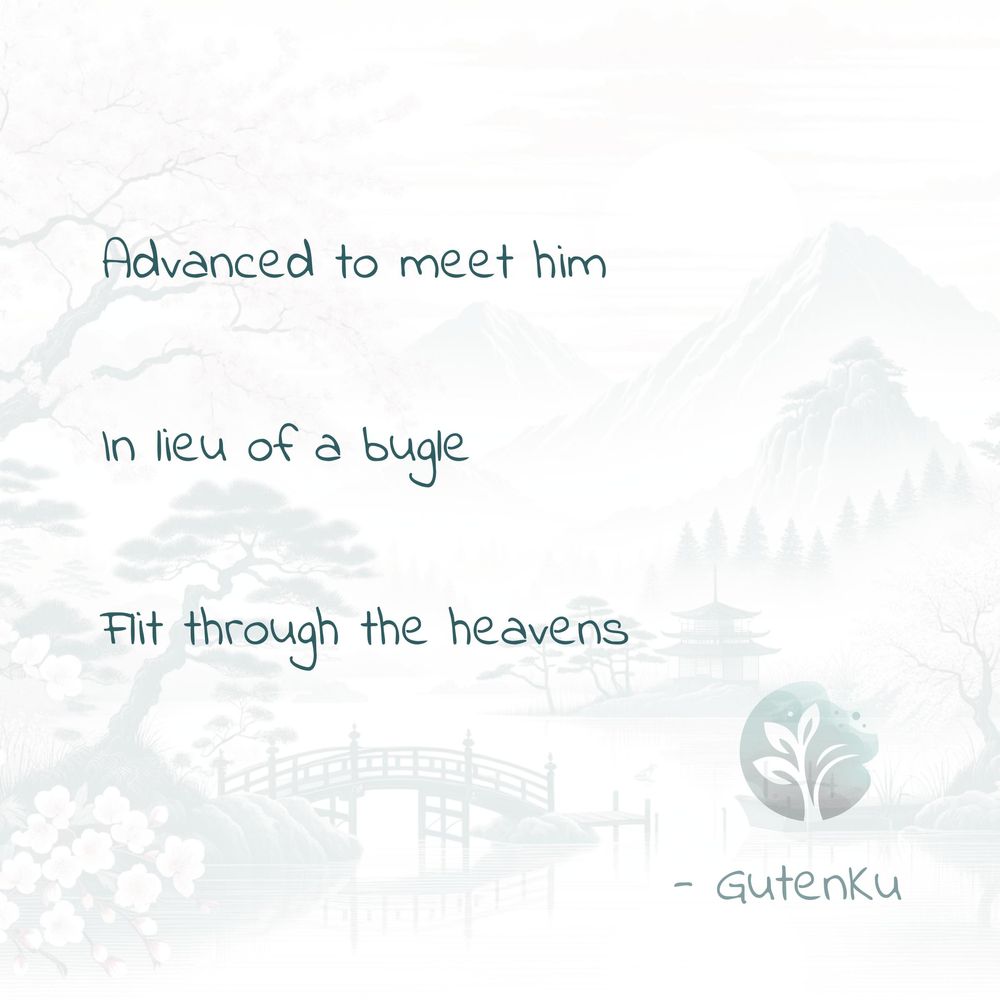 Advanced to meet him
In lieu of a bugle
Flit through the heavens
- GutenKu